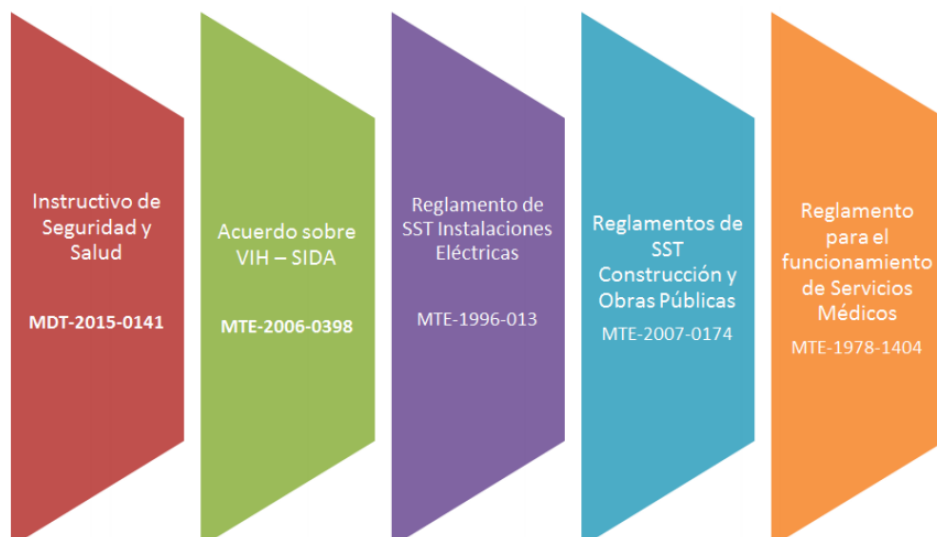 Instructivo de
Seguridad y
Salud
MDT-2015-0141
Acuerdo sobre
VIH – SIDA
MTE-2006-0398
Reglamento de
SST Instalaciones
Eléctricas
MTE-1996-013
Reglamentos de
SST
Construcción y
Obras Públicas
MTE-2007-0174
Reglamento
para el
funcionamiento
de Servicios
Médicos
MTE-1978-1404